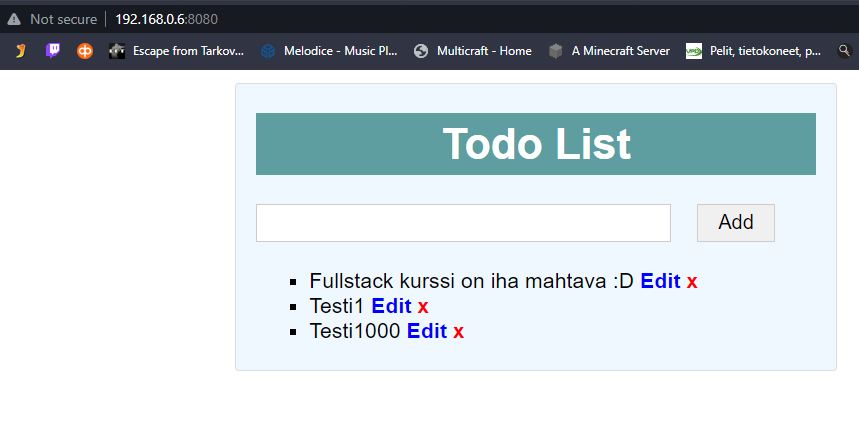 Not secure 192.168.0.6:8080
Escape from Tarkov... Melodice - Music Pl... Multicraft - Home A Minecraft Server Pelit, tietokoneet, p...
Todo List
Add
Fullstack kurssi on iha mahtava :D Edit x
Testi1 Edit x
Testi1000 Edit x